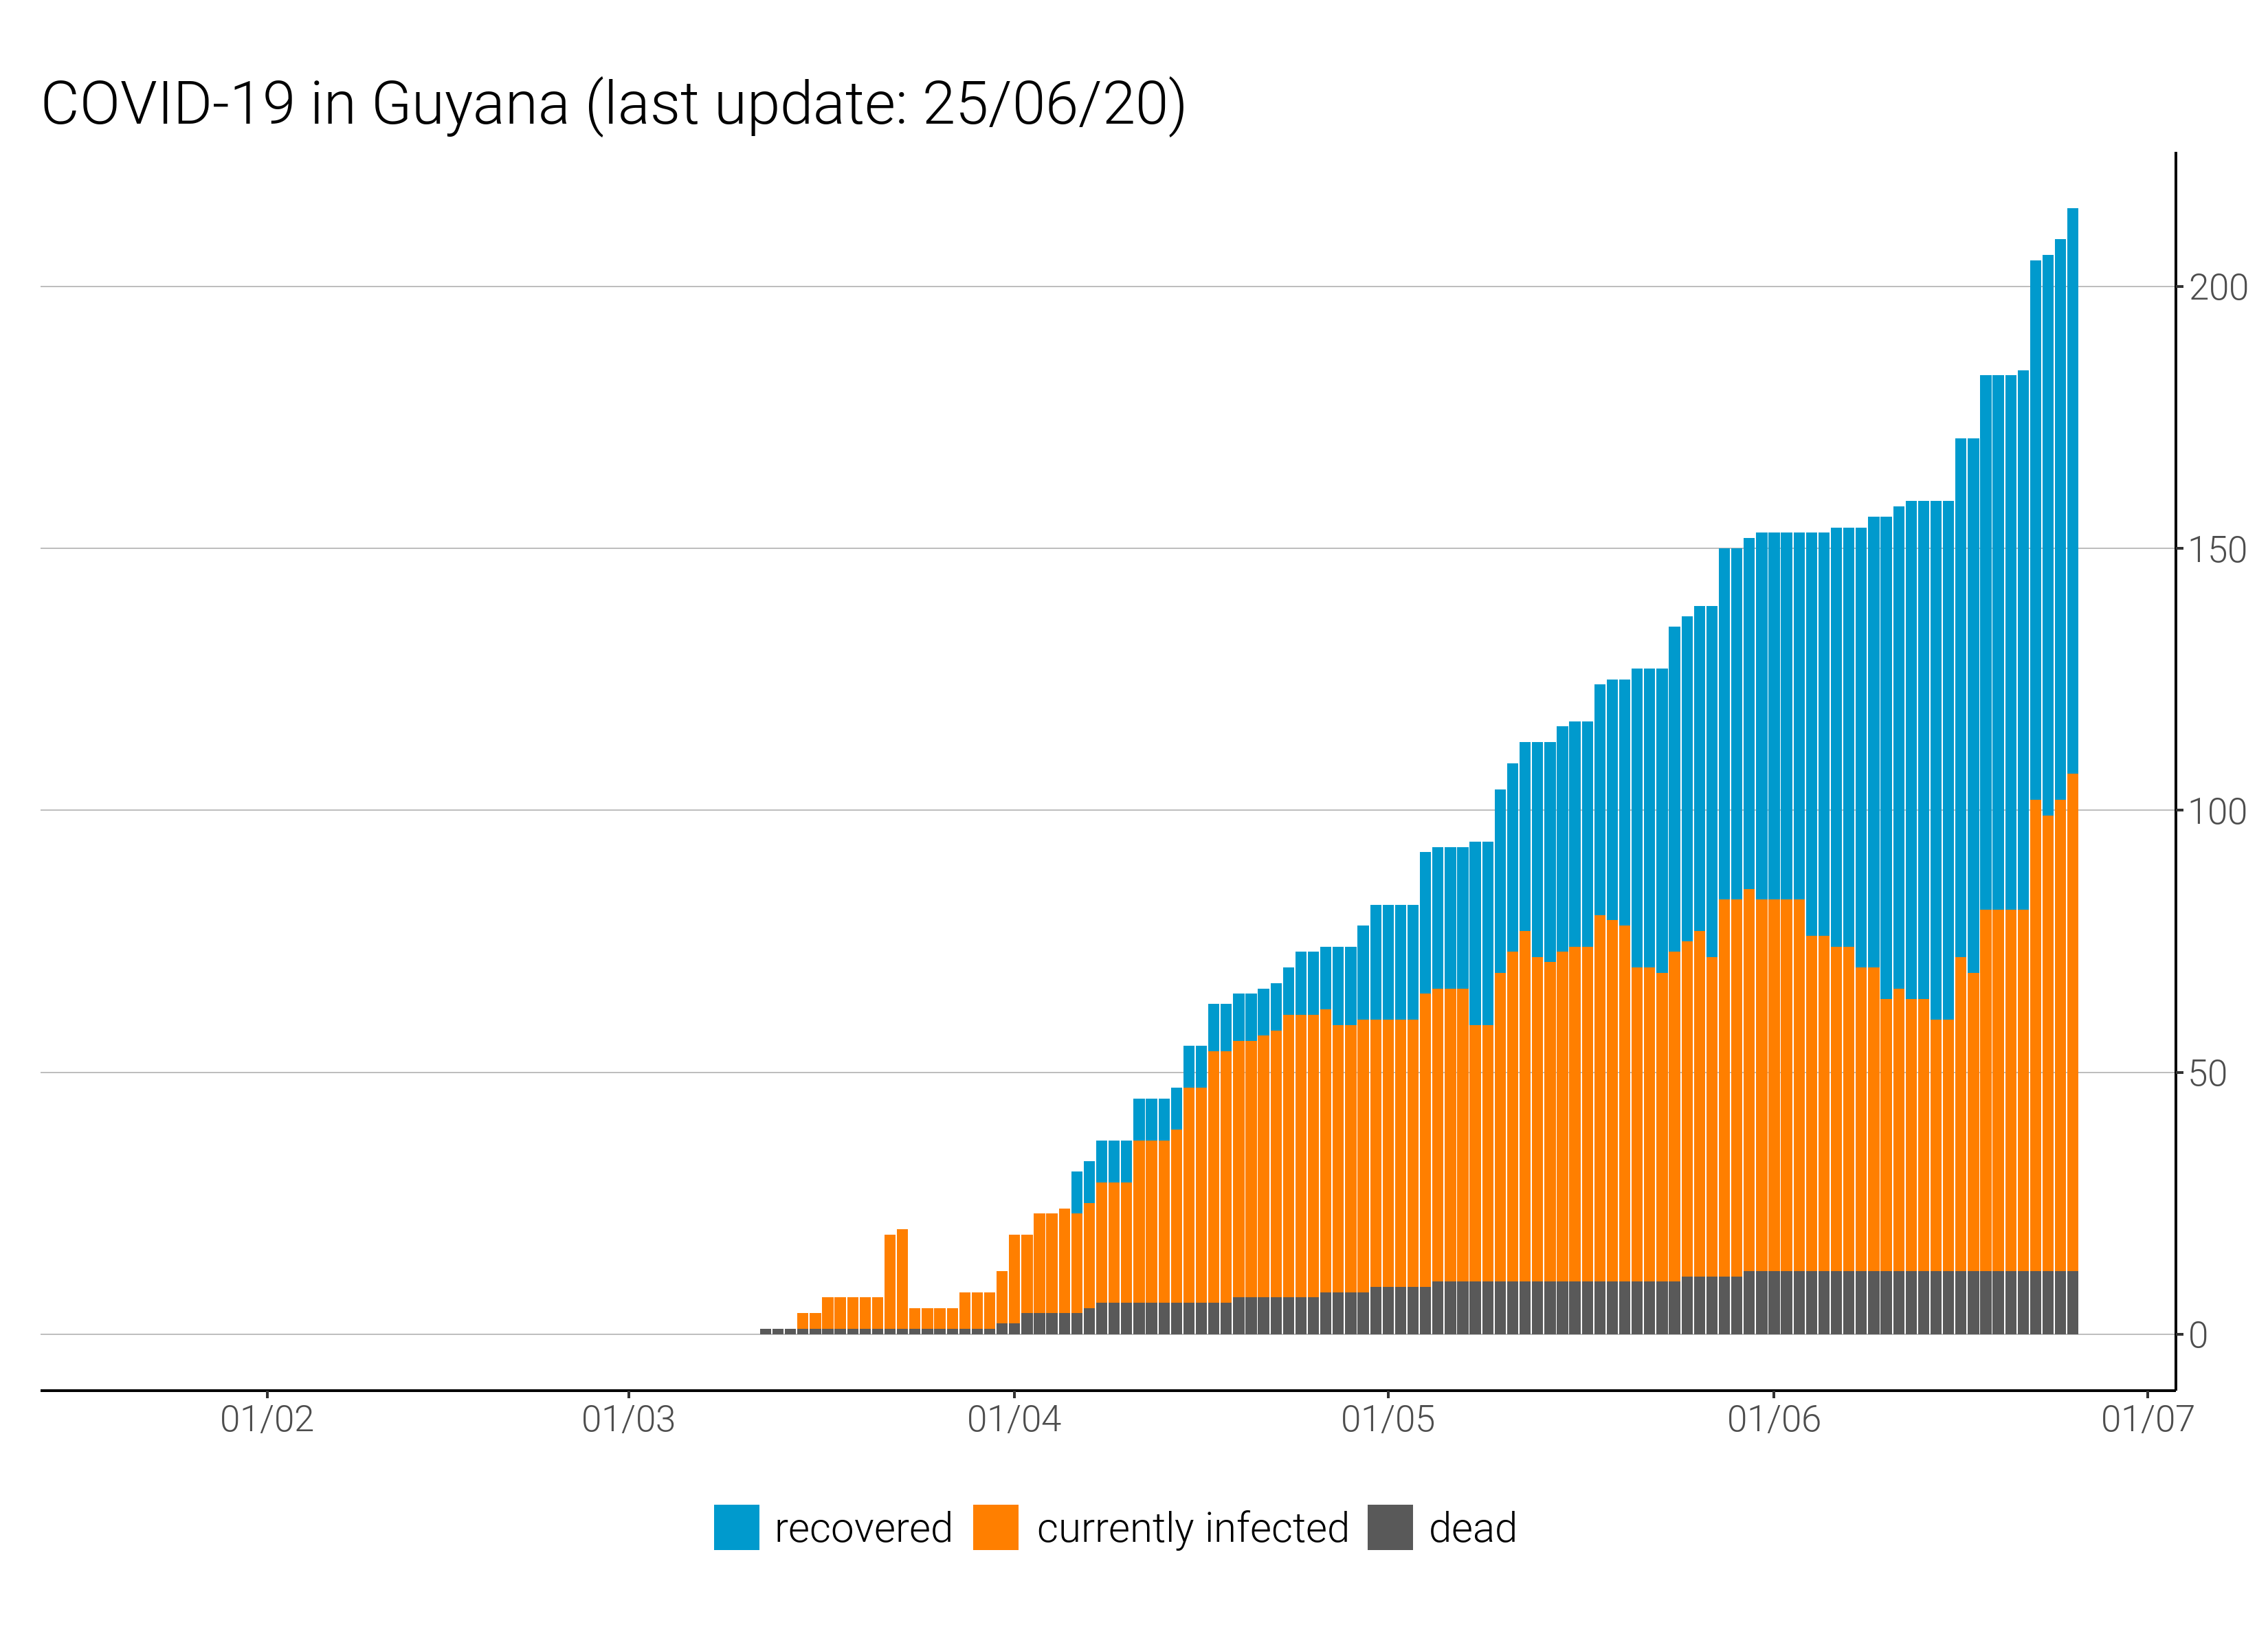 COVID-19 in Guyana (last update: 25/06/20)
200
150
100
50
0
01/02 01/03 01/04 01/05 01/06 01/07
recovered currently infected dead